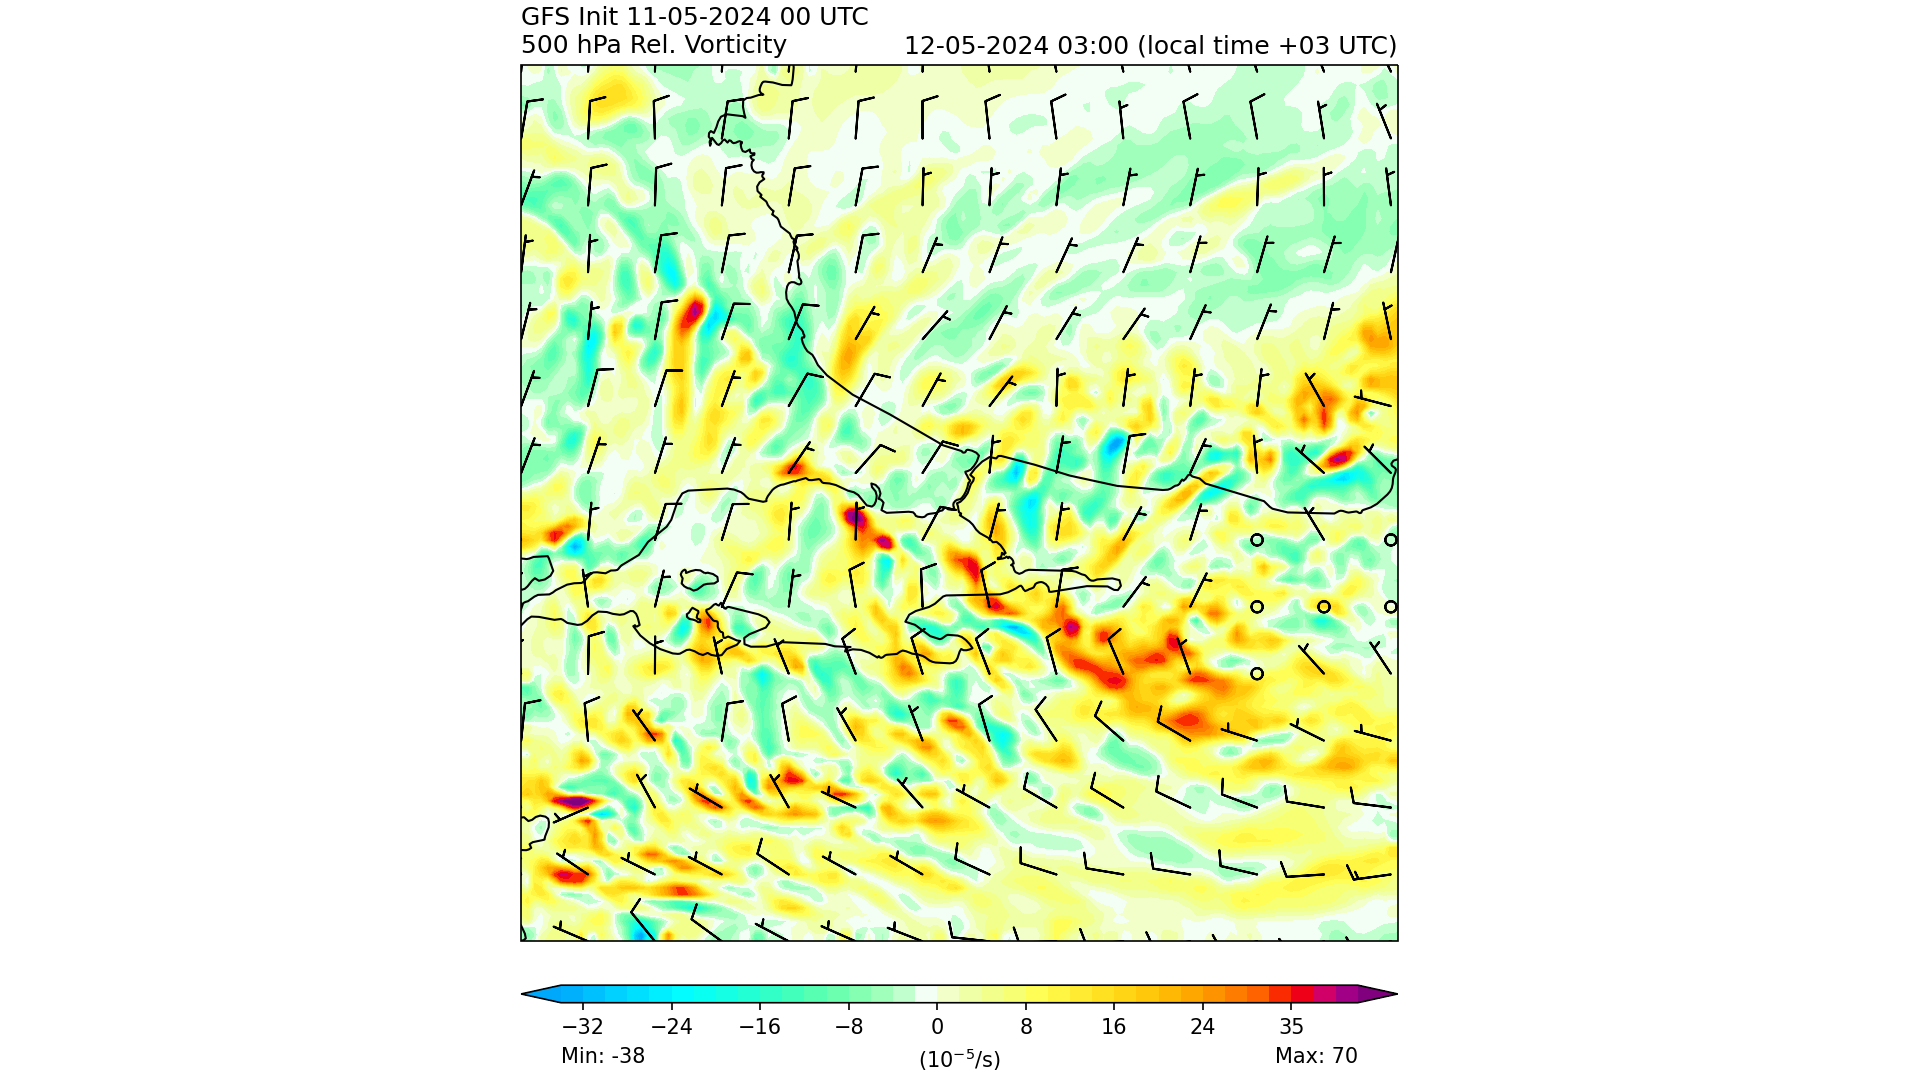 GFS Init 11-05-2024 00 UTC
500 hPa Rel. Vorticity
12-05-2024 03:00 (local time +03 UTC)
−32 −24 −16 −8 0 8 16 24 35
Min: -38
(10⁻⁵/s)
Max: 70